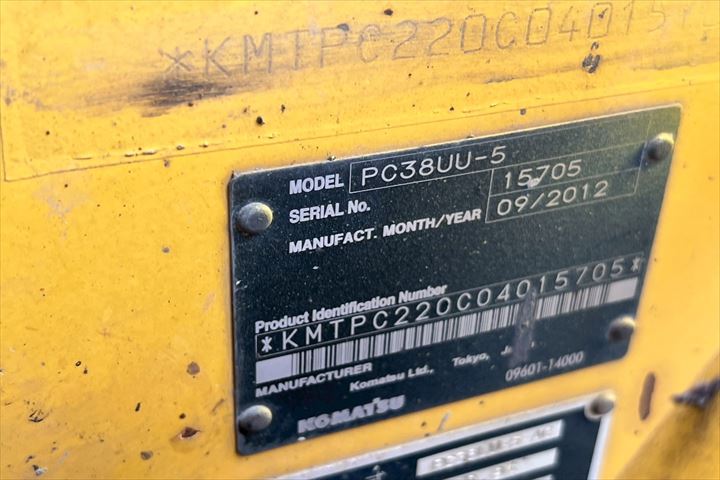 *KMTPC220C04015
MODEL PC38UU-5
SERIAL No. 15705
MANUFACT. MONTH/YEAR 09/2012
Product Identification Number
*KMTPC220C04015705*
MANUFACTURER Komatsu Ltd., Tokyo,
09601-14000
KOMATSU